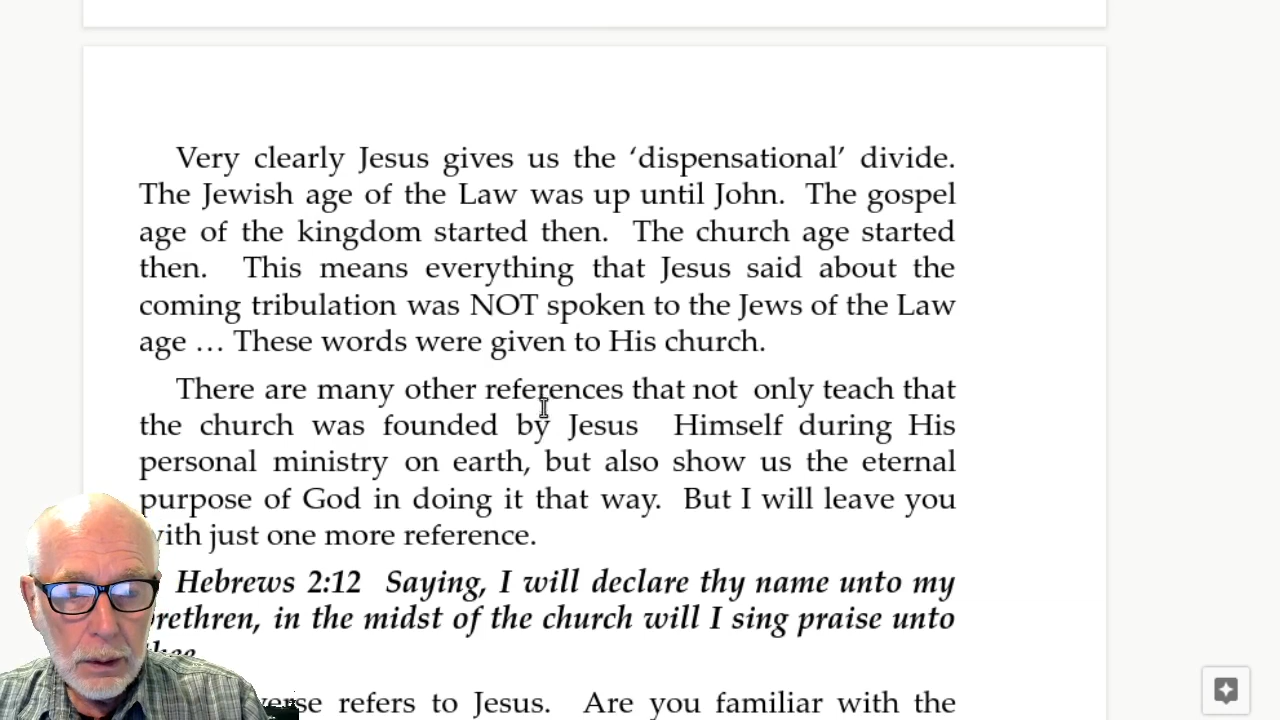 Very clearly Jesus gives us the ‘dispensational’ divide.
The Jewish age of the Law was up until John.  The gospel
age of the kingdom started then.  The church age started
then.  This means everything that Jesus said about the
coming tribulation was NOT spoken to the Jews of the Law
age … These words were given to His church.
There are many other references that not  only teach that
the church was founded by Jesus  Himself during His
personal ministry on earth, but also show us the eternal
purpose of God in doing it that way.  But I will leave you
with just one more reference.
Hebrews 2:12  Saying, I will declare thy name unto my
brethren, in the midst of the church will I sing praise unto
thee
verse refers to Jesus.  Are you familiar with the